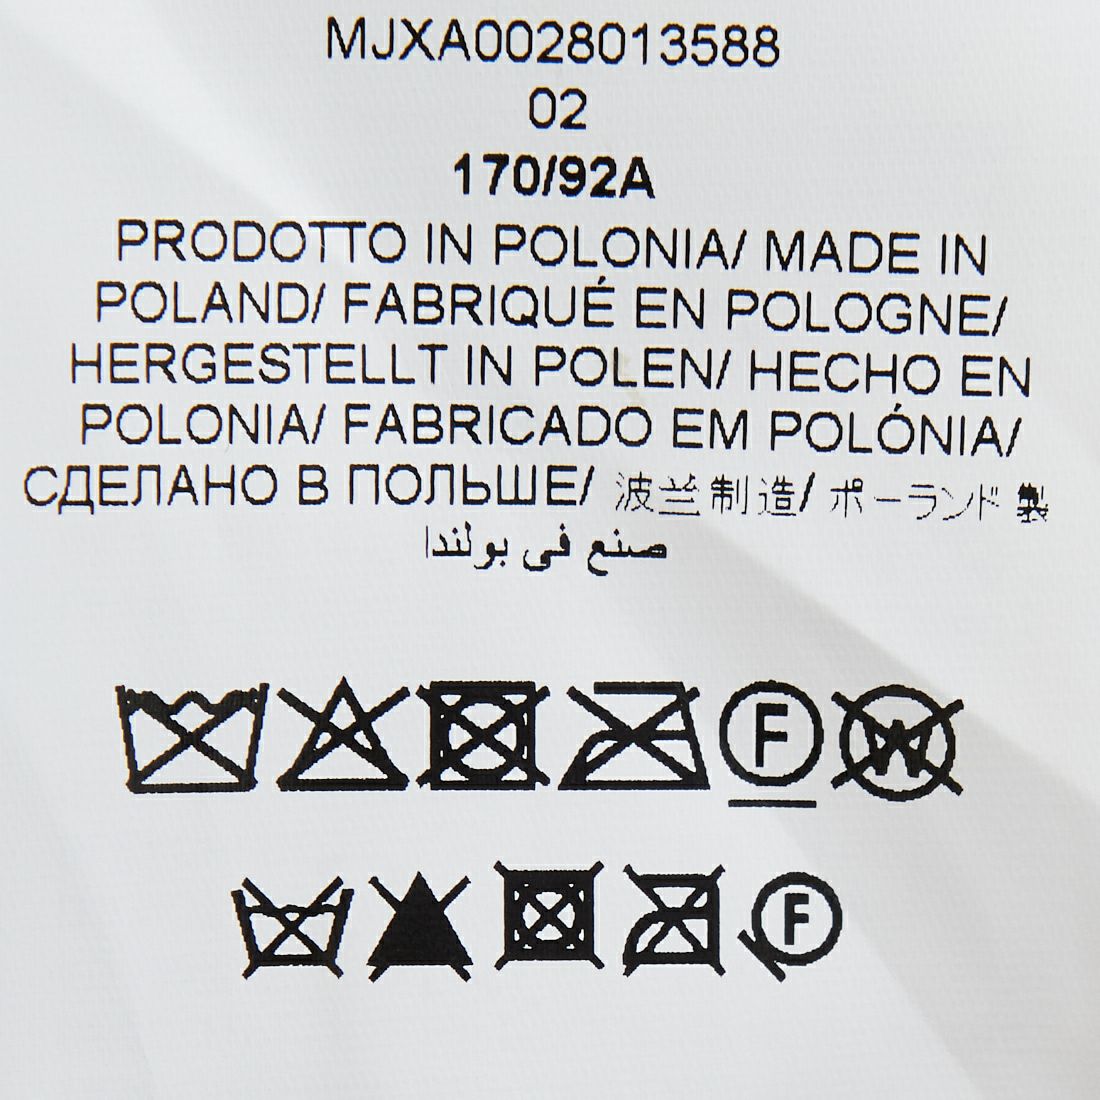 MJXA0028013588
02
170/92A
PRODOTTO IN POLONIA/ MADE IN
POLAND/ FABRIQUÉ EN POLOGNE/
HERGESTELLT IN POLEN/ HECHO EN
POLONIA/ FABRICADO EM POLÓNIA/
СДЕЛАНО В ПОЛЬШЕ/ 波兰制造/ ポーランド 製
صنع في بولندا
F W
F